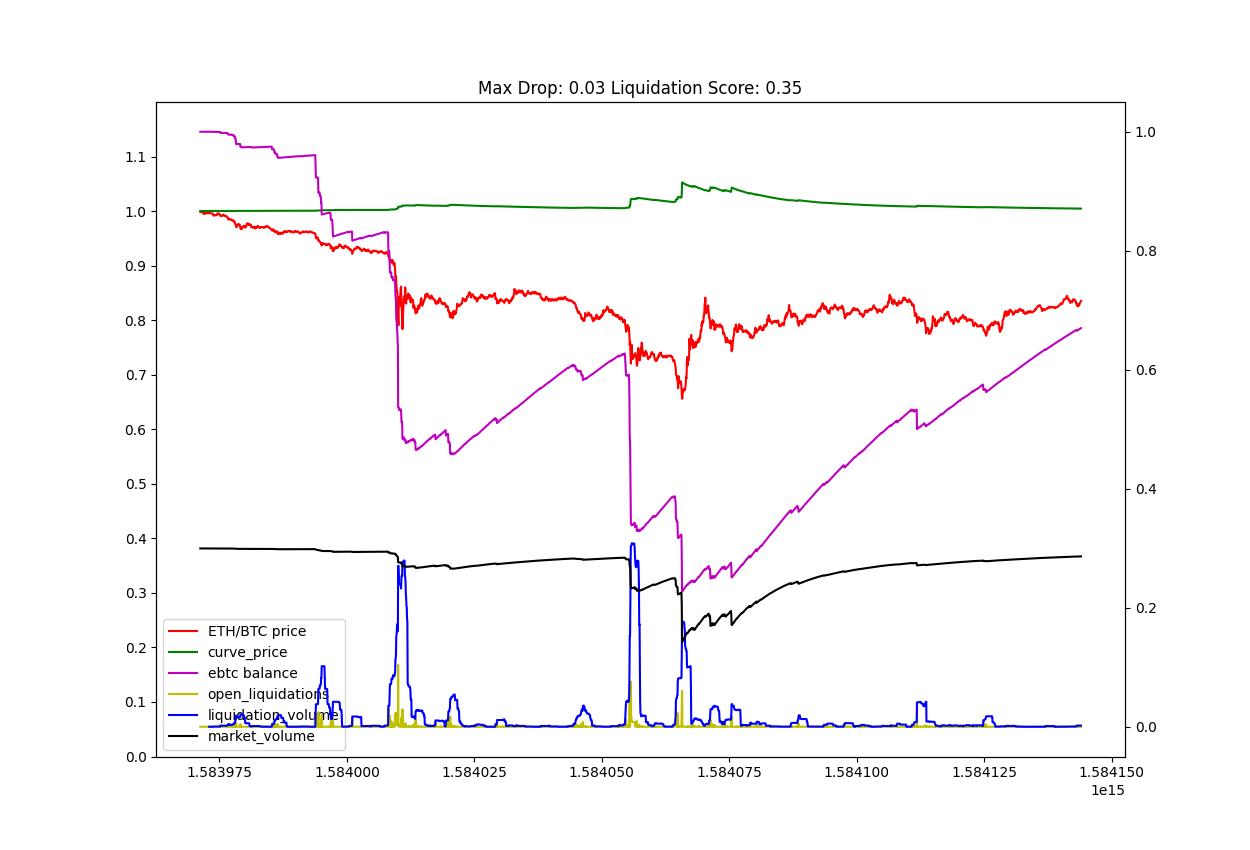 Max Drop: 0.03 Liquidation Score: 0.35
1.1
1.0
0.9
0.8
0.7
0.6
0.5
0.4
0.3
0.2
0.1
0.0
1.0
0.8
0.6
0.4
0.2
0.0
ETH/BTC price
curve_price
ebtc balance
open_liquidations
liquidation_volume
market_volume
1.583975 1.584000 1.584025 1.584050 1.584075 1.584100 1.584125 1.584150
1e15